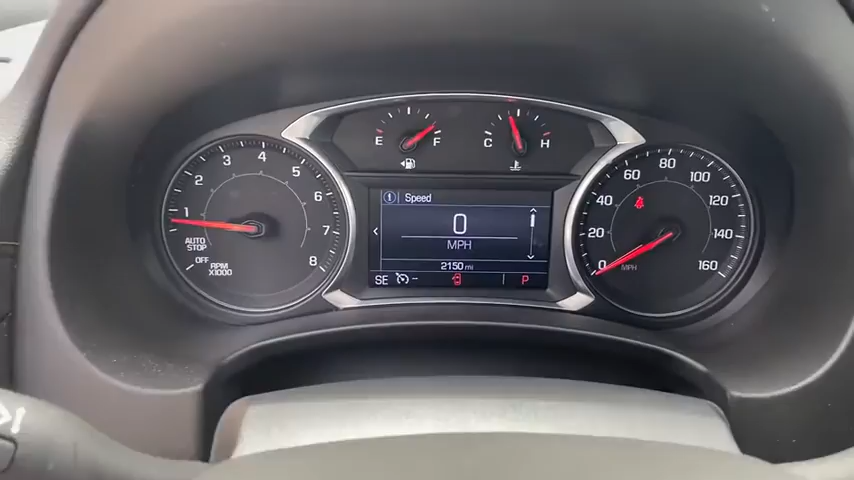 E F
C H
1 2 3 4 5 6 7 8
AUTO
STOP
OFF
RPM
X1000
1 Speed
0
MPH
2150 mi
SE -- P
0 20 40 60 80 100 120 140 160
MPH